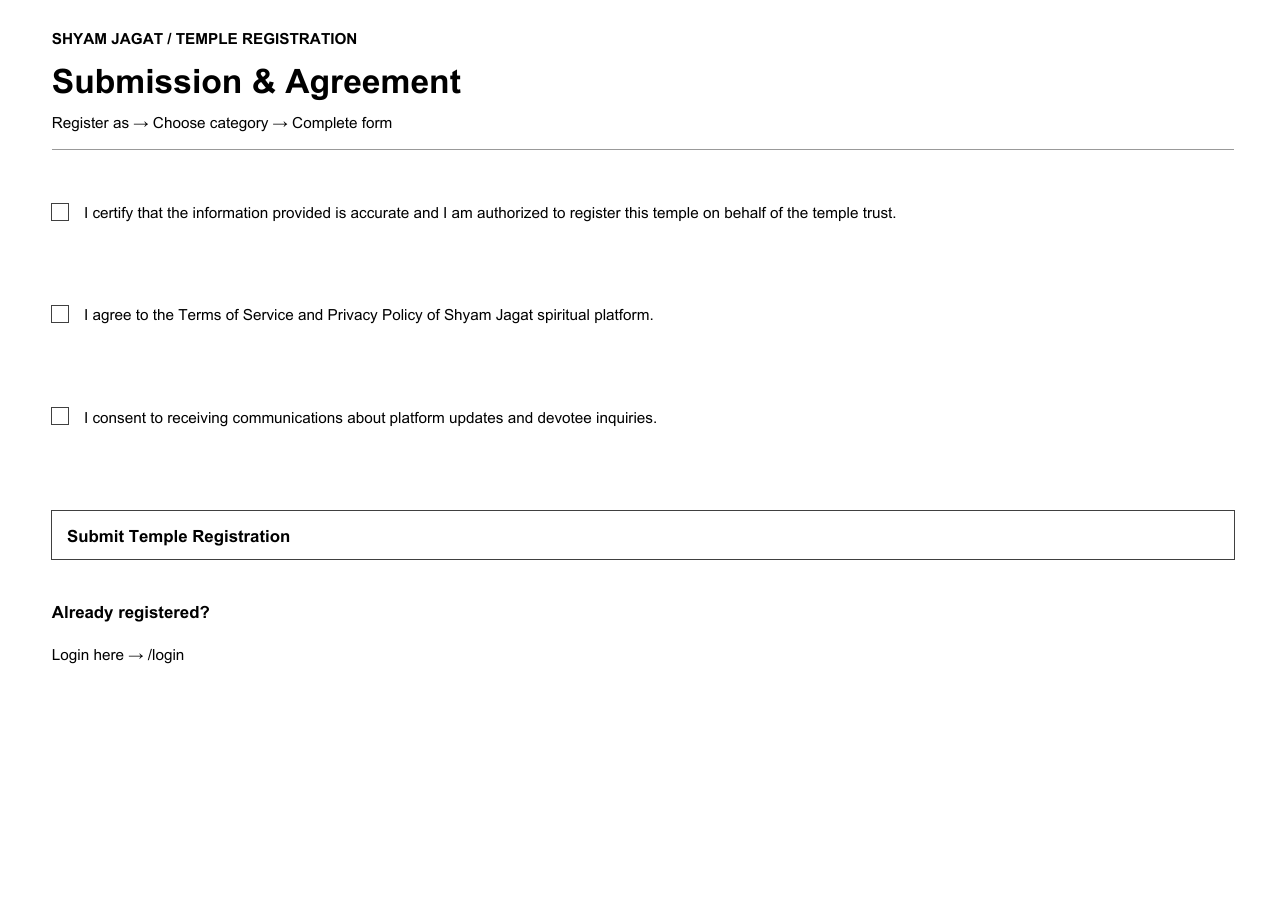 SHYAM JAGAT / TEMPLE REGISTRATION
Submission & Agreement
Register as → Choose category → Complete form
I certify that the information provided is accurate and I am authorized to register this temple on behalf of the temple trust.
I agree to the Terms of Service and Privacy Policy of Shyam Jagat spiritual platform.
I consent to receiving communications about platform updates and devotee inquiries.
Submit Temple Registration
Already registered?
Login here → /login